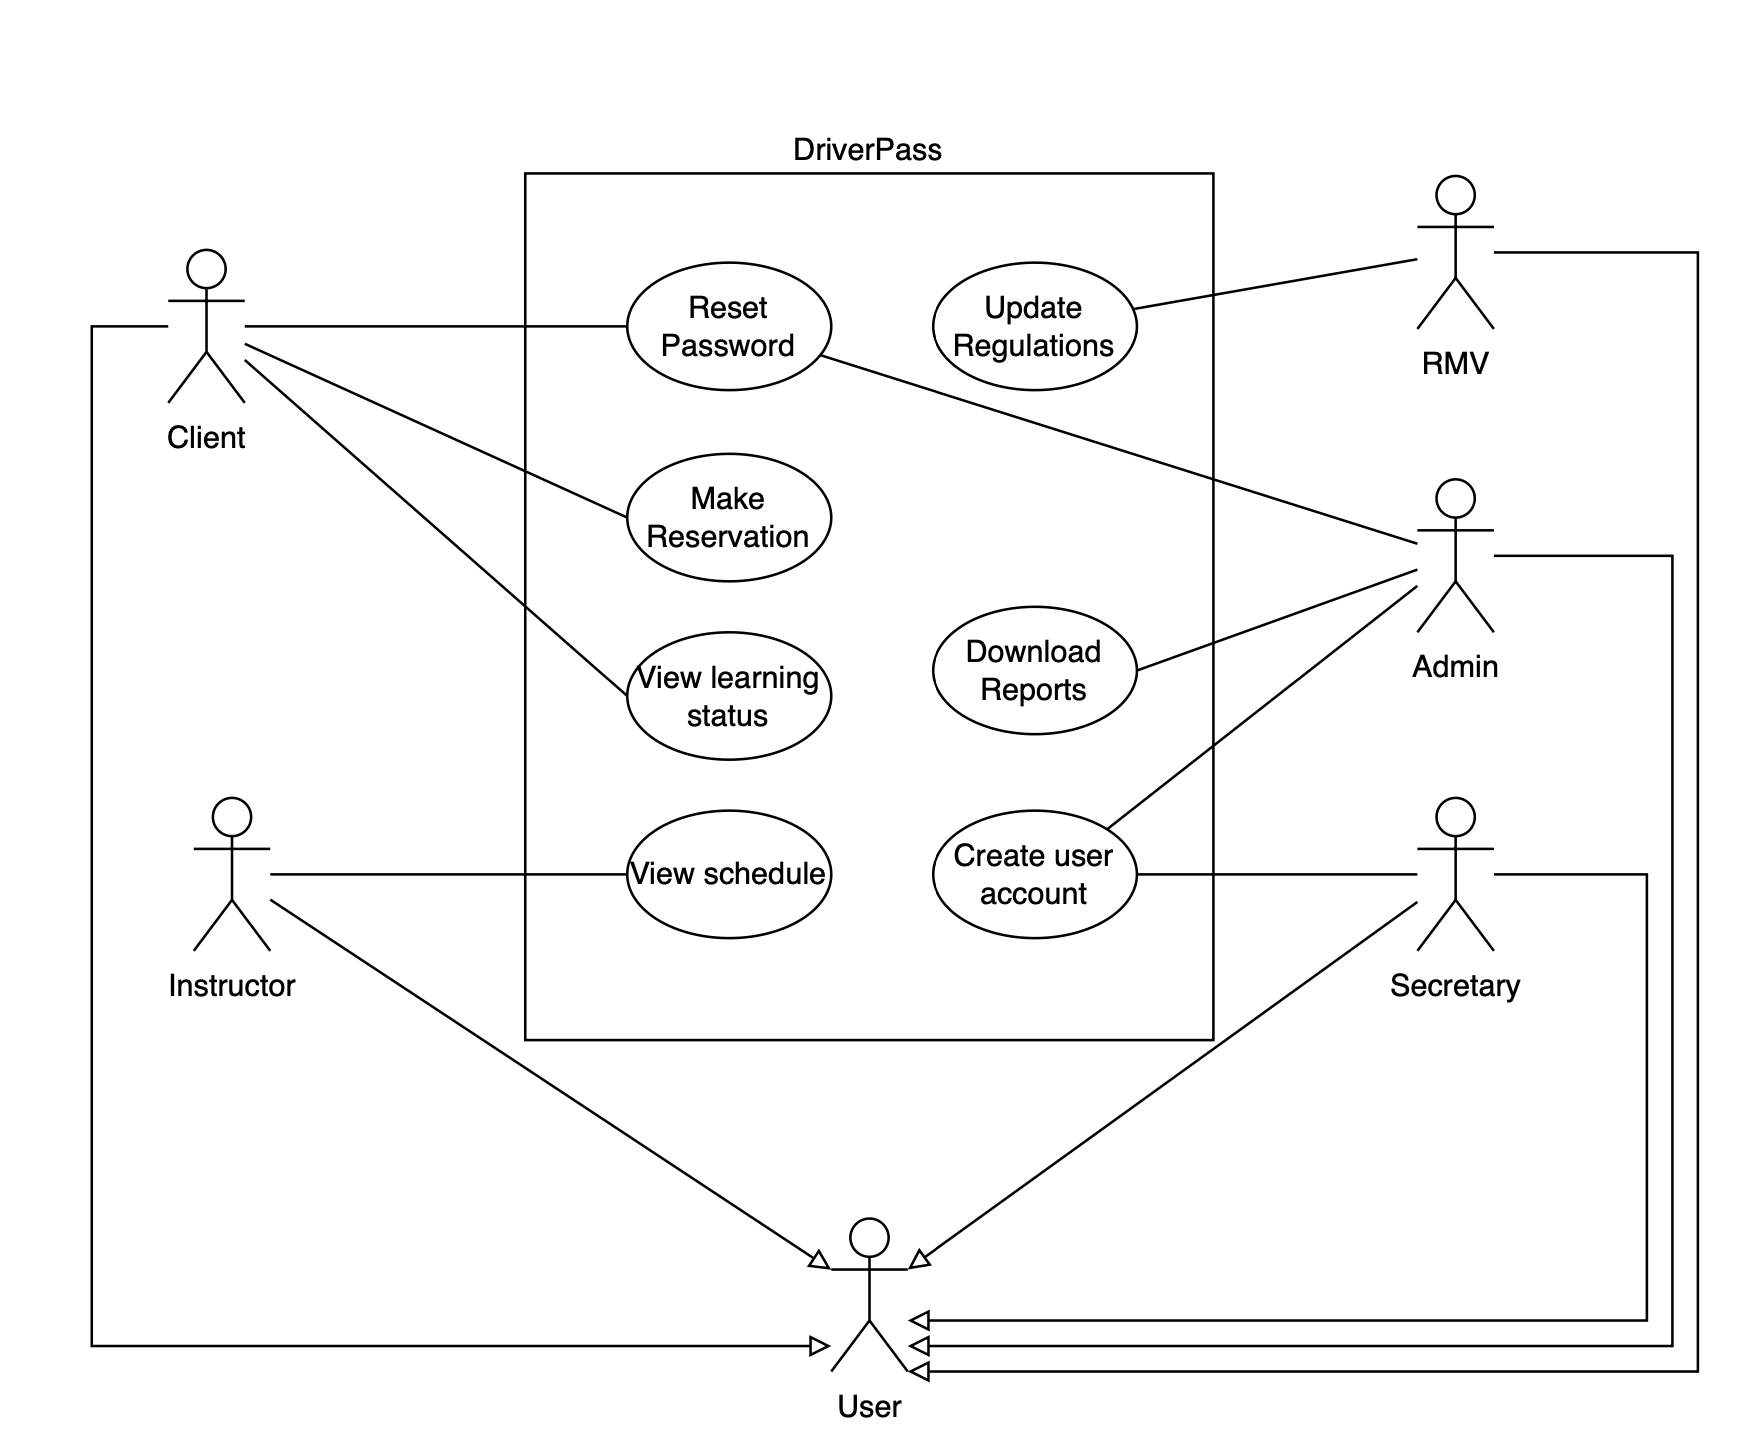 DriverPass
Reset
Password
Update
Regulations
RMV
Client
Make
Reservation
Download
Reports
Admin
View learning
status
View schedule
Create user
account
Instructor
Secretary
User